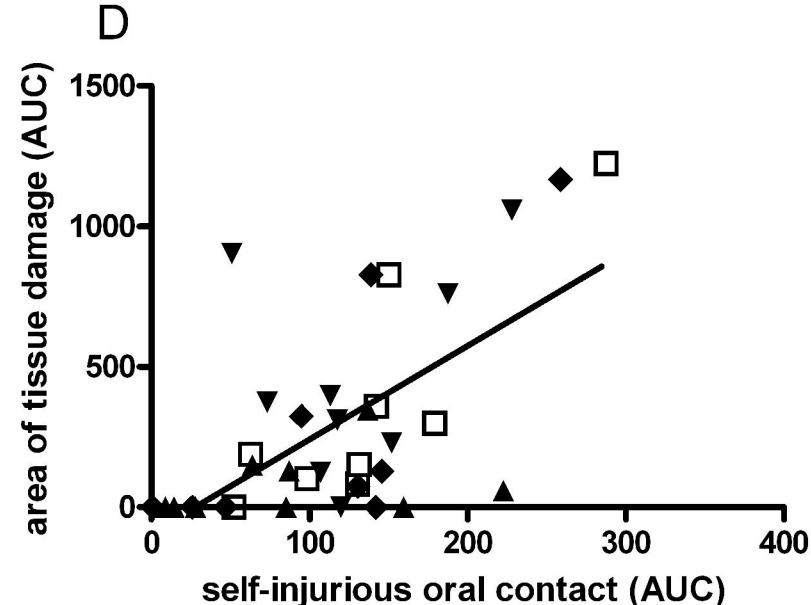 D
area of tissue damage (AUC)
1500
1000
500
0
0 100 200 300 400
self-injurious oral contact (AUC)